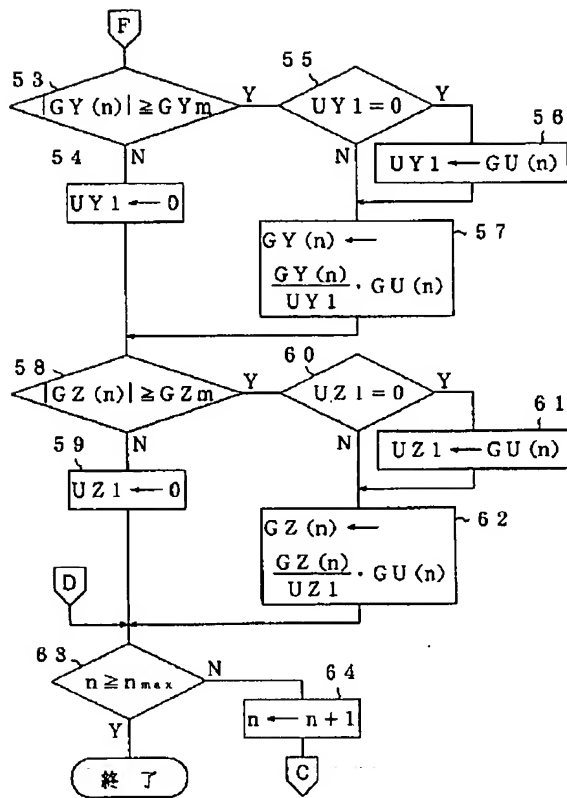 F
53
|GY(n)|≧GYm
Y
55
UY1=0
Y
56
UY1←GU(n)
54
N
UY1←0
N
57
GY(n)←
GY(n)/UY1・GU(n)
58
|GZ(n)|≧GZm
Y
60
UZ1=0
Y
61
UZ1←GU(n)
59
N
UZ1←0
N
62
GZ(n)←
GZ(n)/UZ1・GU(n)
D
63
n≧nmax
N
64
n←n+1
Y
終了
C